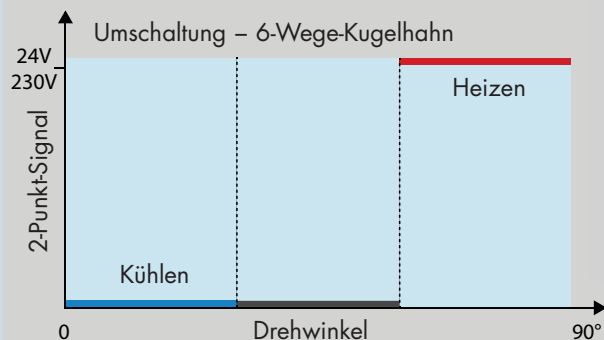 Umschaltung – 6-Wege-Kugelhahn
24V
230V
Heizen
2-Punkt-Signal
Kühlen
0
Drehwinkel
90°